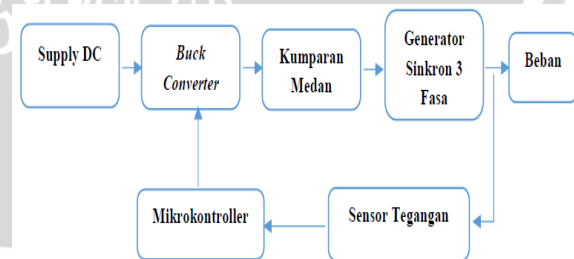 Supply DC
Buck
Converter
Kumparan
Medan
Generator
Sinkron 3
Fasa
Beban
Mikrokontroller
Sensor Tegangan